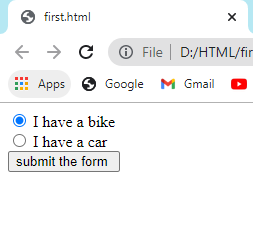 first.html
File | D:/HTML/fir
Apps Google Gmail
I have a bike
I have a car
submit the form